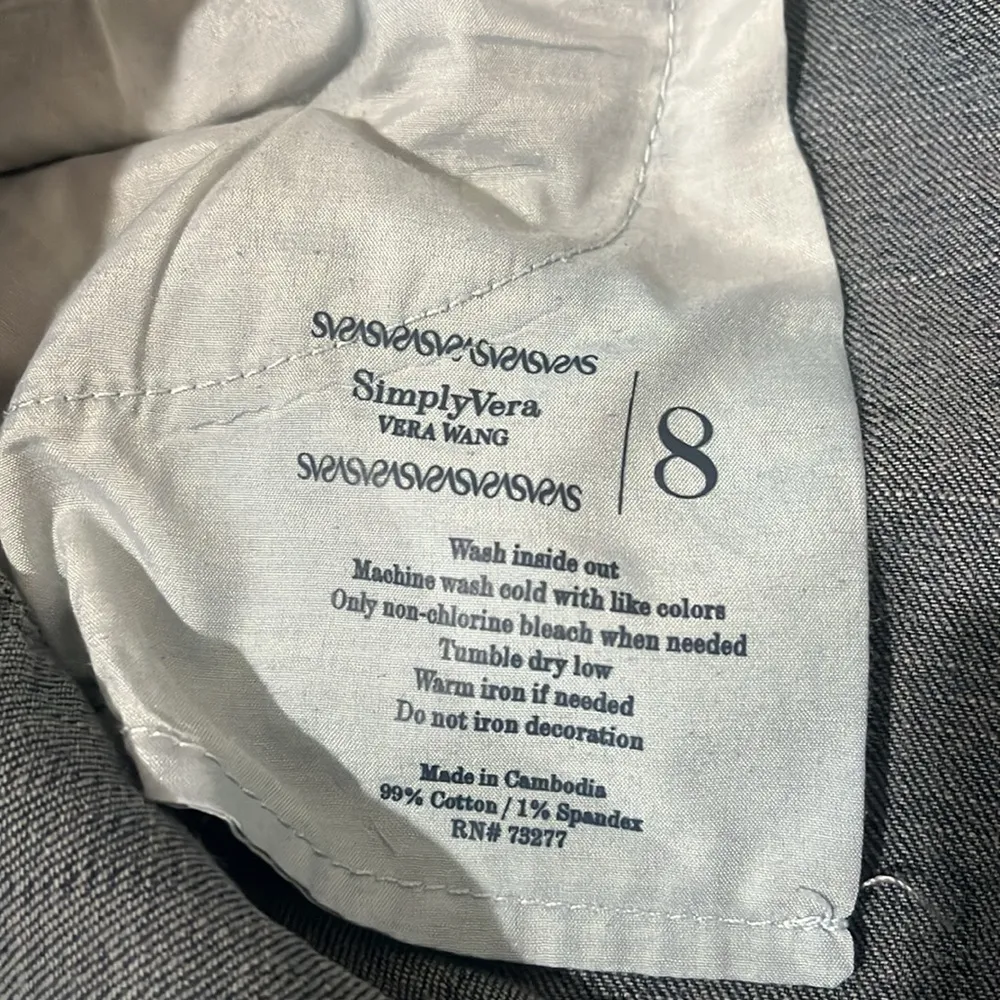 SimplyVera
VERA WANG
8
Wash inside out
Machine wash cold with like colors
Only non-chlorine bleach when needed
Tumble dry low
Warm iron if needed
Do not iron decoration
Made in Cambodia
99% Cotton / 1% Spandex
RN# 73277